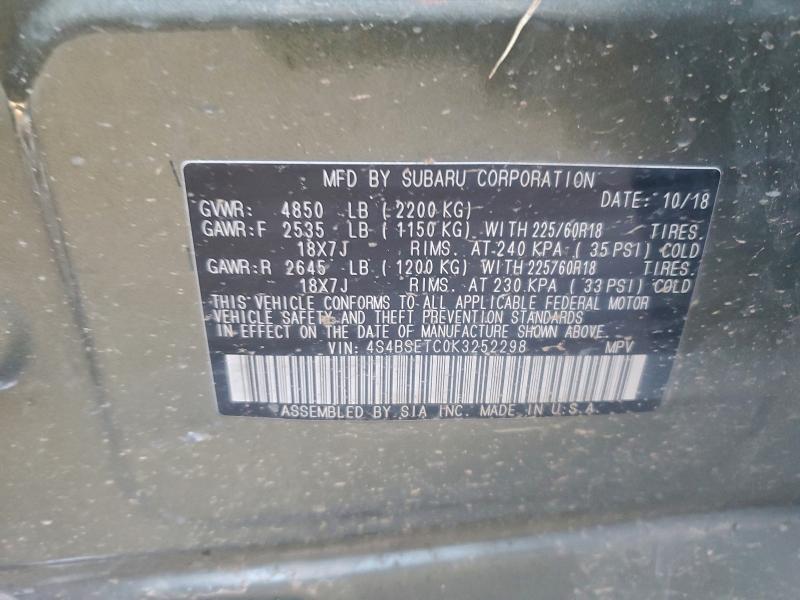 MFD BY SUBARU CORPORATION
DATE: 10/18
GVWR: 4850 LB (2200 KG)
GAWR:F 2535 LB (1150 KG) WITH 225/60R18 TIRES.
18X7J RIMS. AT 240 KPA (35 PSI) COLD
GAWR:R 2645 LB (1200 KG) WITH 225/60R18 TIRES.
18X7J RIMS. AT 230 KPA (33 PSI) COLD
THIS VEHICLE CONFORMS TO ALL APPLICABLE FEDERAL MOTOR
VEHICLE SAFETY AND THEFT PREVENTION STANDARDS
IN EFFECT ON THE DATE OF MANUFACTURE SHOWN ABOVE.
VIN: 4S4BSETC0K3252298 MPV
ASSEMBLED BY SIA INC. MADE IN U.S.A.